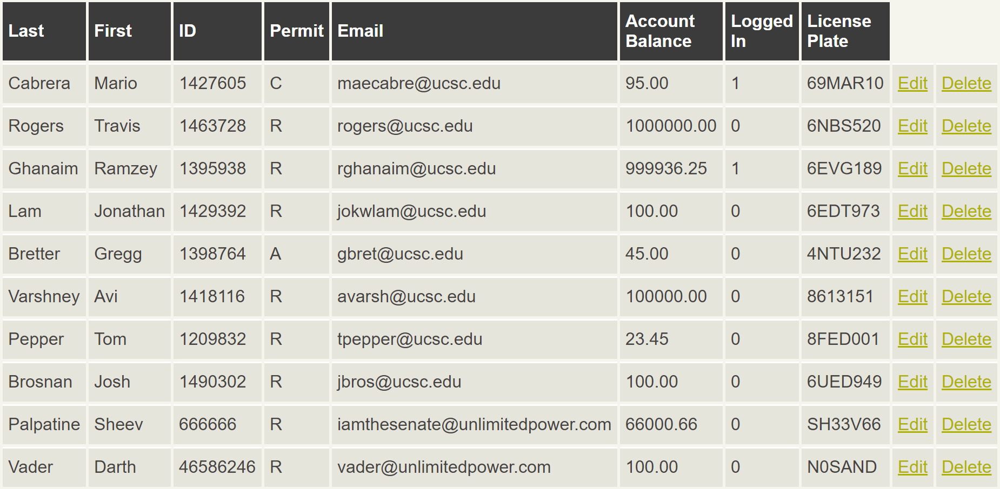 Last First ID Permit Email Account Balance Logged In License Plate
Cabrera Mario 1427605 C maecabre@ucsc.edu 95.00 1 69MAR10 Edit Delete
Rogers Travis 1463728 R rogers@ucsc.edu 1000000.00 0 6NBS520 Edit Delete
Ghanaim Ramzey 1395938 R rghanaim@ucsc.edu 999936.25 1 6EVG189 Edit Delete
Lam Jonathan 1429392 R jokwlam@ucsc.edu 100.00 0 6EDT973 Edit Delete
Bretter Gregg 1398764 A gbret@ucsc.edu 45.00 0 4NTU232 Edit Delete
Varshney Avi 1418116 R avarsh@ucsc.edu 100000.00 0 8613151 Edit Delete
Pepper Tom 1209832 R tpepper@ucsc.edu 23.45 0 8FED001 Edit Delete
Brosnan Josh 1490302 R jbros@ucsc.edu 100.00 0 6UED949 Edit Delete
Palpatine Sheev 666666 R iamthesenate@unlimitedpower.com 66000.66 0 SH33V66 Edit Delete
Vader Darth 46586246 R vader@unlimitedpower.com 100.00 0 N0SAND Edit Delete